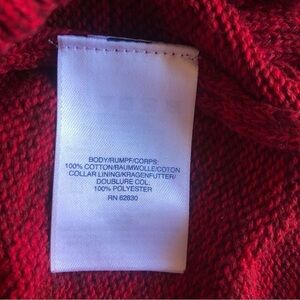 BODY/RUMPF/CORPS:
100% COTTON/BAUMWOLLE/COTON
COLLAR LINING/KRAGENFUTTER/
DOUBLURE COL:
100% POLYESTER
RN 62830